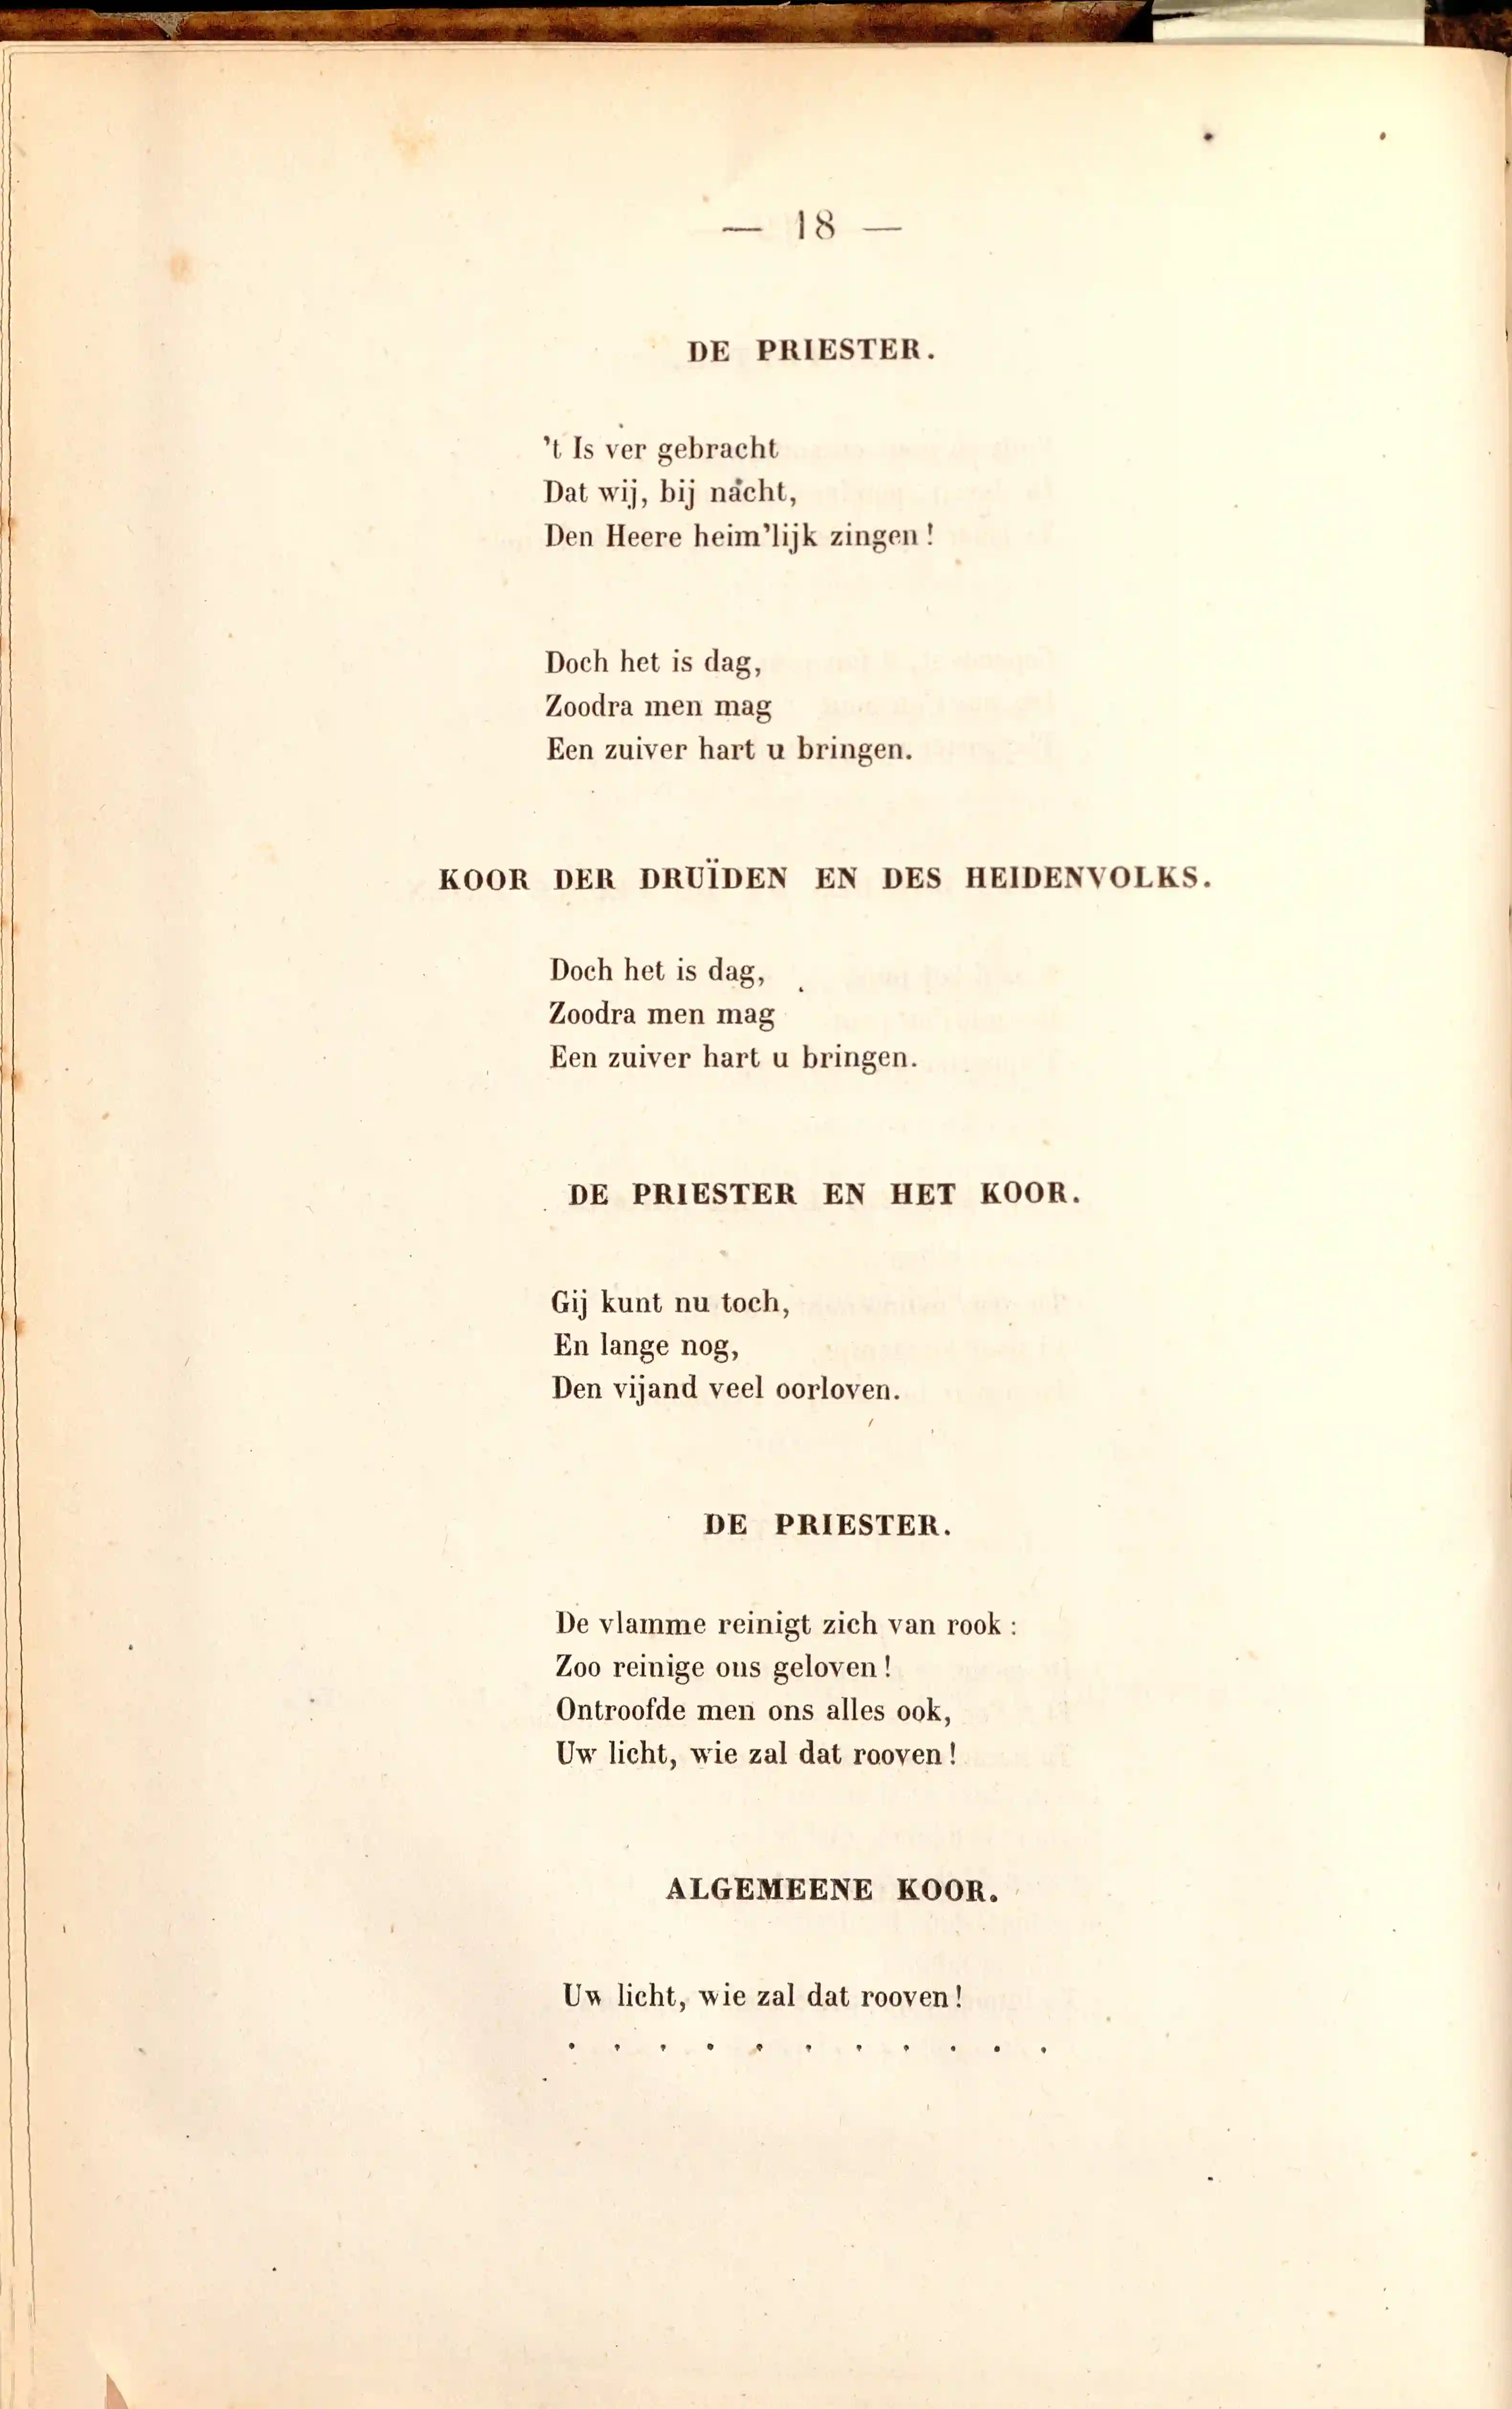 — 18 —
DE PRIESTER.
’t Is ver gebracht
Dat wij, bij nacht,
Den Heere heim’lijk zingen !
Doch het is dag,
Zoodra men mag
Een zuiver hart u bringen.
KOOR DER DRUÏDEN EN DES HEIDENVOLKS.
Doch het is dag,
Zoodra men mag
Een zuiver hart u bringen.
DE PRIESTER EN HET KOOR.
Gij kunt nu toch,
En lange nog,
Den vijand veel oorloven.
DE PRIESTER.
De vlamme reinigt zich van rook :
Zoo reinige ons geloven !
Ontroofde men ons alles ook,
Uw licht, wie zal dat rooven !
ALGEMEENE KOOR.
Uw licht, wie zal dat rooven !
. . . . . . . . . . .